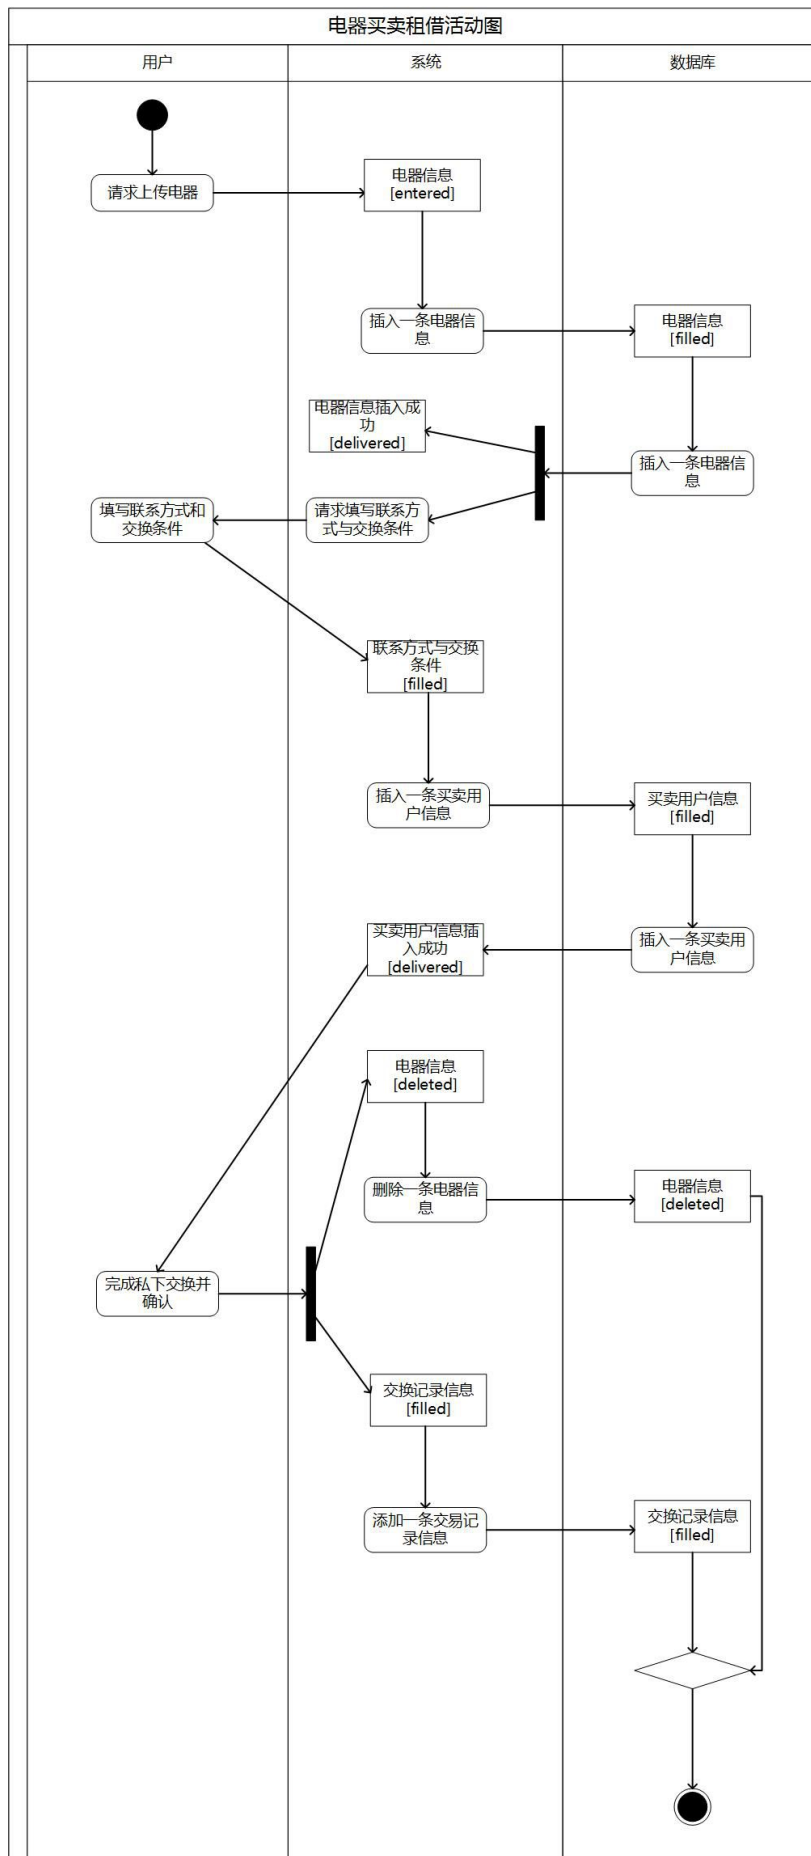 电器买卖租借活动图
用户
系统
数据库
请求上传电器
电器信息
[entered]
插入一条电器信
息
电器信息
[filled]
电器信息插入成
功
[delivered]
插入一条电器信
息
填写联系方式和
交换条件
请求填写联系方
式与交换条件
联系方式与交换
条件
[filled]
插入一条买卖用
户信息
买卖用户信息
[filled]
买卖用户信息插
入成功
[delivered]
插入一条买卖用
户信息
电器信息
[deleted]
删除一条电器信
息
电器信息
[deleted]
完成私下交换并
确认
交换记录信息
[filled]
添加一条交易记
录信息
交换记录信息
[filled]